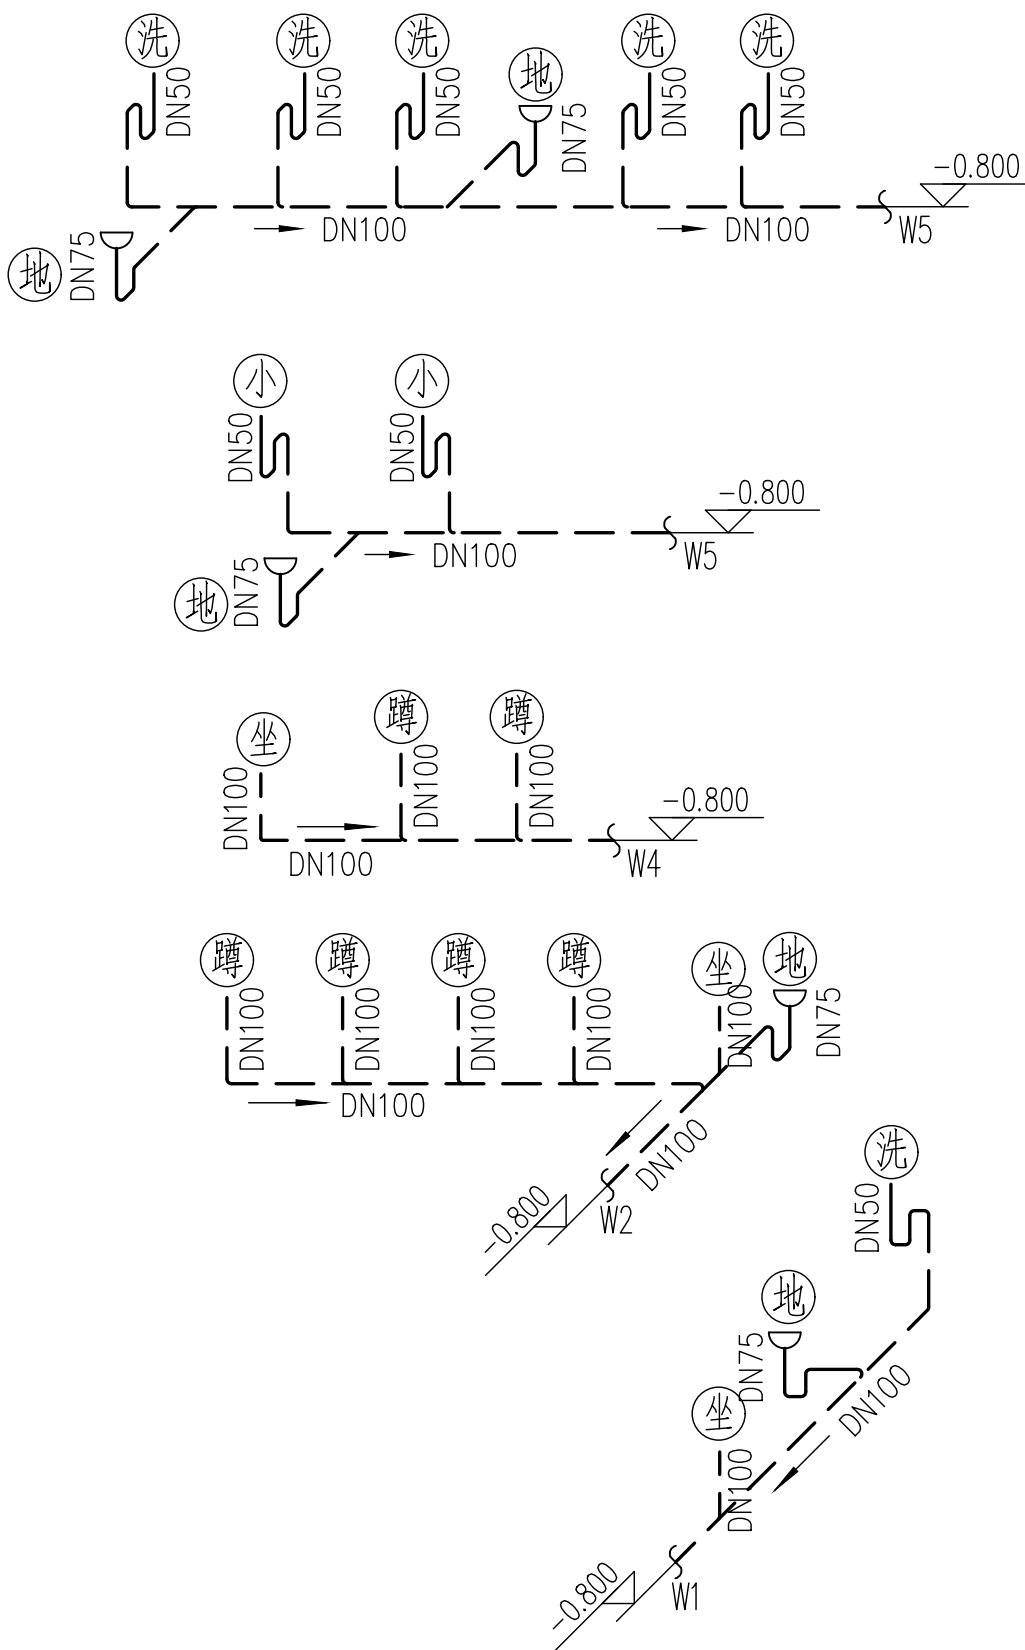 洗 洗 洗 地 洗 洗
DN50 DN50 DN50 DN75 DN50 DN50
-0.800
DN100 DN100 W5
地 DN75
小 小
DN50 DN50
-0.800
DN100 W5
地 DN75
坐 蹲 蹲
DN100 DN100 DN100
-0.800
DN100 W4
蹲 蹲 蹲 蹲 坐 地
DN100 DN100 DN100 DN100 DN100 DN75
DN100
DN100
-0.800 W2
洗
DN50
地
DN75
DN100
坐
DN100
-0.800 W1